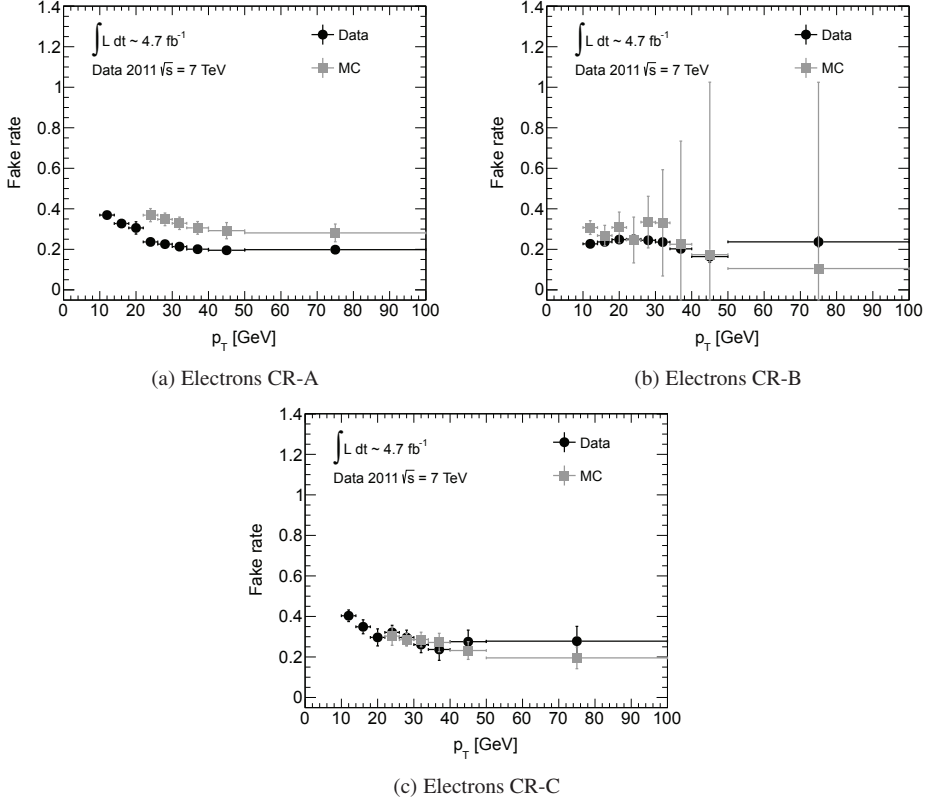 Fake rate
1.4
1.2
1
0.8
0.6
0.4
0.2
0
∫ L dt ~ 4.7 fb⁻¹
Data 2011 √s = 7 TeV
Data
MC
0 10 20 30 40 50 60 70 80 90 100
p_T [GeV]
(a) Electrons CR-A
Fake rate
1.4
1.2
1
0.8
0.6
0.4
0.2
0
∫ L dt ~ 4.7 fb⁻¹
Data 2011 √s = 7 TeV
Data
MC
0 10 20 30 40 50 60 70 80 90 100
p_T [GeV]
(b) Electrons CR-B
Fake rate
1.4
1.2
1
0.8
0.6
0.4
0.2
0
∫ L dt ~ 4.7 fb⁻¹
Data 2011 √s = 7 TeV
Data
MC
0 10 20 30 40 50 60 70 80 90 100
p_T [GeV]
(c) Electrons CR-C